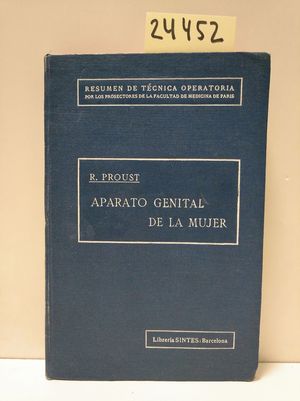 24452
RESUMEN DE TÉCNICA OPERATORIA
POR LOS PROSECTORES DE LA FACULTAD DE MEDICINA DE PARIS
R. PROUST
APARATO GENITAL
DE LA MUJER
Librería SINTES: Barcelona